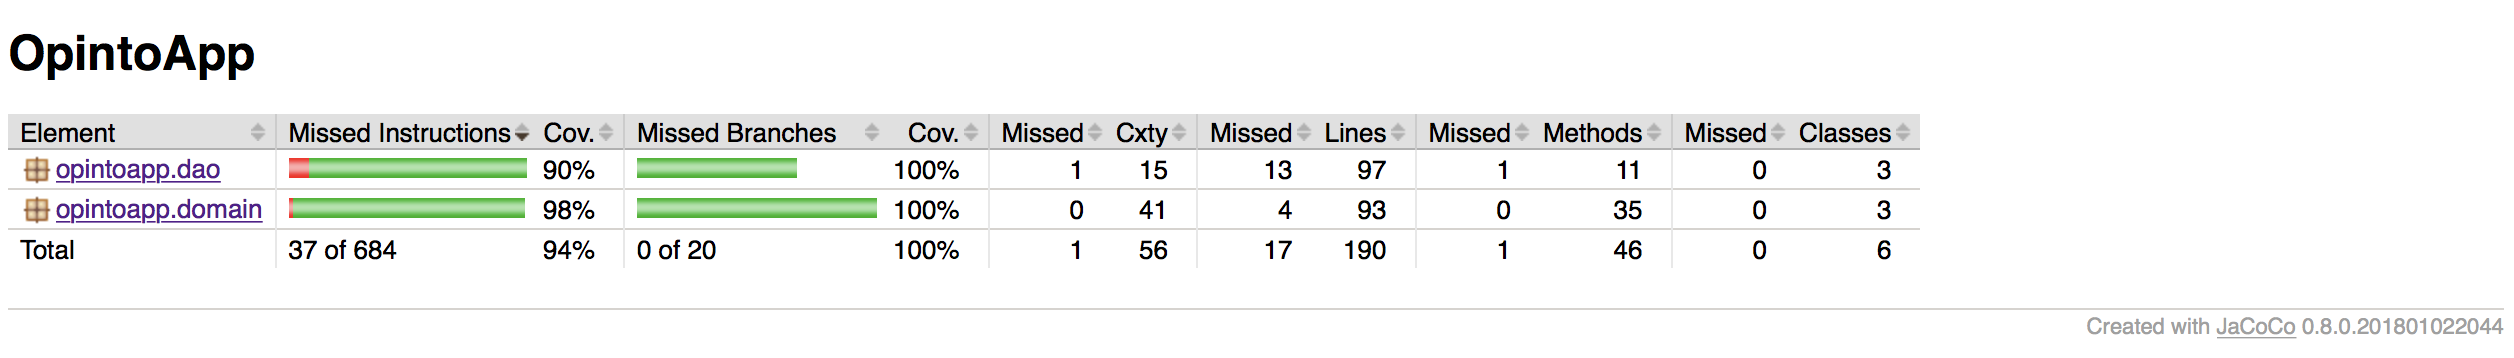 OpintoApp
Element Missed Instructions Cov. Missed Branches Cov. Missed Cxty Missed Lines Missed Methods Missed Classes
opintoapp.dao 90% 100% 1 15 13 97 1 11 0 3
opintoapp.domain 98% 100% 0 41 4 93 0 35 0 3
Total 37 of 684 94% 0 of 20 100% 1 56 17 190 1 46 0 6
Created with JaCoCo 0.8.0.201801022044